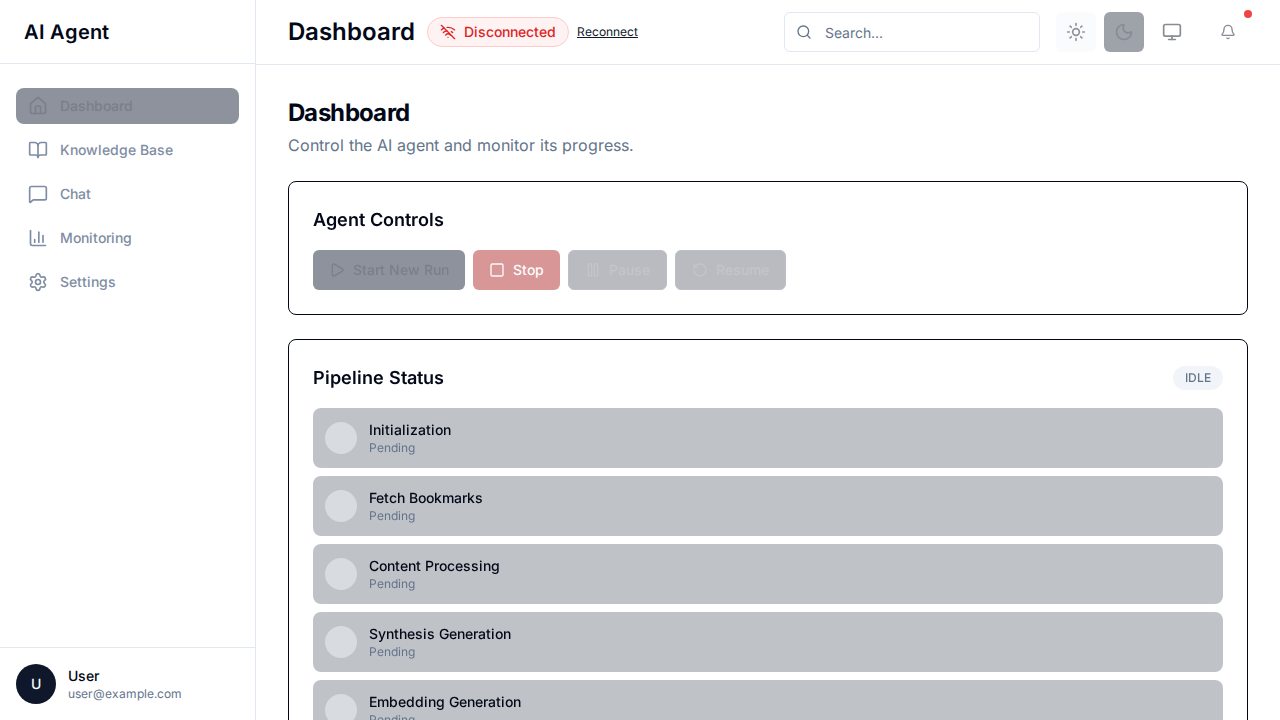 AI Agent
Dashboard
Knowledge Base
Chat
Monitoring
Settings
U
User
user@example.com
Dashboard
Disconnected
Reconnect
Search...
Dashboard
Control the AI agent and monitor its progress.
Agent Controls
Start New Run
Stop
Pause
Resume
Pipeline Status
IDLE
Initialization
Pending
Fetch Bookmarks
Pending
Content Processing
Pending
Synthesis Generation
Pending
Embedding Generation
Pending